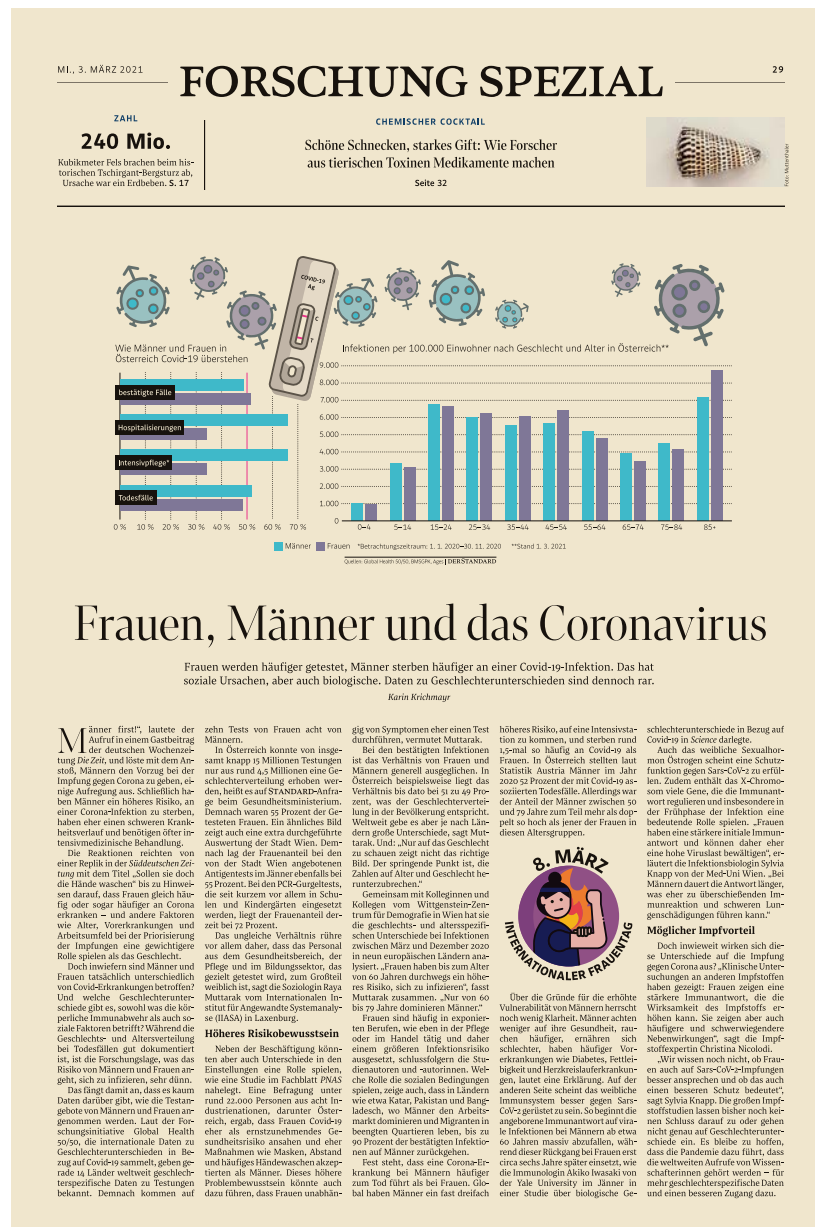 MI., 3. MÄRZ 2021
FORSCHUNG SPEZIAL
29
ZAHL
240 Mio.
Kubikmeter Fels brachen beim his-
torischen Tschirgant-Bergsturz ab,
Ursache war ein Erdbeben. S. 17
CHEMISCHER COCKTAIL
Schöne Schnecken, starkes Gift: Wie Forscher
aus tierischen Toxinen Medikamente machen
Seite 32
Foto: Muttenthaler
COVID-19
Ag
C
T
Wie Männer und Frauen in
Österreich Covid-19 überstehen
bestätigte Fälle
Hospitalisierungen
Intensivpflege*
Todesfälle
0 % 10 % 20 % 30 % 40 % 50 % 60 % 70 %
Infektionen per 100.000 Einwohner nach Geschlecht und Alter in Österreich**
9.000
8.000
7.000
6.000
5.000
4.000
3.000
2.000
1.000
0
0–4 5–14 15–24 25–34 35–44 45–54 55–64 65–74 75–84 85+
Männer Frauen *Betrachtungszeitraum: 1. 1. 2020–30. 11. 2020 **Stand 1. 3. 2021
Quellen: Global Health 50/50, BMSGPK, Ages | DERSTANDARD
Frauen, Männer und das Coronavirus
Frauen werden häufiger getestet, Männer sterben häufiger an einer Covid-19-Infektion. Das hat
soziale Ursachen, aber auch biologische. Daten zu Geschlechterunterschieden sind dennoch rar.
Karin Krichmayr
Männer first!“, lautete der
Aufruf in einem Gastbeitrag
der deutschen Wochenzei-
tung Die Zeit, und löste mit dem An-
stoß, Männern den Vorzug bei der
Impfung gegen Corona zu geben, ei-
nige Aufregung aus. Schließlich ha-
ben Männer ein höheres Risiko, an
einer Corona-Infektion zu sterben,
haben eher einen schweren Krank-
heitsverlauf und benötigen öfter in-
tensivmedizinische Behandlung.
Die Reaktionen reichten von
einer Replik in der Süddeutschen Zei-
tung mit dem Titel „Sollen sie doch
die Hände waschen“ bis zu Hinwei-
sen darauf, dass Frauen gleich häu-
fig oder sogar häufiger an Corona
erkranken – und andere Faktoren
wie Alter, Vorerkrankungen und
Arbeitsumfeld bei der Priorisierung
der Impfungen eine gewichtigere
Rolle spielen als das Geschlecht.
Doch inwiefern sind Männer und
Frauen tatsächlich unterschiedlich
von Covid-Erkrankungen betroffen?
Und welche Geschlechterunter-
schiede gibt es, sowohl was die kör-
perliche Immunabwehr als auch so-
ziale Faktoren betrifft? Während die
Geschlechts- und Altersverteilung
bei Todesfällen gut dokumentiert
ist, ist die Forschungslage, was das
Risiko von Männern und Frauen an-
geht, sich zu infizieren, sehr dünn.
Das fängt damit an, dass es kaum
Daten darüber gibt, wie die Testan-
gebote von Männern und Frauen an-
genommen werden. Laut der For-
schungsinitiative Global Health
50/50, die internationale Daten zu
Geschlechterunterschieden in Be-
zug auf Covid-19 sammelt, geben ge-
rade 14 Länder weltweit geschlech-
terspezifische Daten zu Testungen
bekannt. Demnach kommen auf
zehn Tests von Frauen acht von
Männern.
In Österreich konnte von insge-
samt knapp 15 Millionen Testungen
nur aus rund 4,5 Millionen eine Ge-
schlechterverteilung erhoben wer-
den, heißt es auf STANDARD-Anfra-
ge beim Gesundheitsministerium.
Demnach waren 55 Prozent der Ge-
testeten Frauen. Ein ähnliches Bild
zeigt auch eine extra durchgeführte
Auswertung der Stadt Wien. Dem-
nach lag der Frauenanteil bei den
von der Stadt Wien angebotenen
Antigentests im Jänner ebenfalls bei
55 Prozent. Bei den PCR-Gurgeltests,
die seit kurzem vor allem in Schu-
len und Kindergärten eingesetzt
werden, liegt der Frauenanteil der-
zeit bei 72 Prozent.
Das ungleiche Verhältnis rühre
vor allem daher, dass das Personal
aus dem Gesundheitsbereich, der
Pflege und im Bildungssektor, das
gezielt getestet wird, zum Großteil
weiblich ist, sagt die Soziologin Raya
Muttarak vom Internationalen In-
stitut für Angewandte Systemanaly-
se (IIASA) in Laxenburg.
Höheres Risikobewusstsein
Neben der Beschäftigung könn-
ten aber auch Unterschiede in den
Einstellungen eine Rolle spielen,
wie eine Studie im Fachblatt PNAS
nahelegt. Eine Befragung unter
rund 22.000 Personen aus acht In-
dustrienationen, darunter Öster-
reich, ergab, dass Frauen Covid-19
eher als ernstzunehmendes Ge-
sundheitsrisiko ansahen und eher
Maßnahmen wie Masken, Abstand
und häufiges Händewaschen akzep-
tierten als Männer. Dieses höhere
Problembewusstsein könnte auch
dazu führen, dass Frauen unabhän-
gig von Symptomen eher einen Test
durchführen, vermutet Muttarak.
Bei den bestätigten Infektionen
ist das Verhältnis von Frauen und
Männern generell ausgeglichen. In
Österreich beispielsweise liegt das
Verhältnis bis dato bei 51 zu 49 Pro-
zent, was der Geschlechtervertei-
lung in der Bevölkerung entspricht.
Weltweit gebe es aber je nach Län-
dern große Unterschiede, sagt Mut-
tarak. Und: „Nur auf das Geschlecht
zu schauen zeigt nicht das richtige
Bild. Der springende Punkt ist, die
Zahlen auf Alter und Geschlecht he-
runterzubrechen.“
Gemeinsam mit Kolleginnen und
Kollegen vom Wittgenstein-Zen-
trum für Demografie in Wien hat sie
die geschlechts- und altersspezifi-
schen Unterschiede bei Infektionen
zwischen März und Dezember 2020
in neun europäischen Ländern ana-
lysiert. „Frauen haben bis zum Alter
von 60 Jahren durchwegs ein höhe-
res Risiko, sich zu infizieren“, fasst
Muttarak zusammen. „Nur von 60
bis 79 Jahre dominieren Männer.“
Frauen sind häufig in exponier-
ten Berufen, wie eben in der Pflege
oder im Handel tätig und daher
einem größeren Infektionsrisiko
ausgesetzt, schlussfolgern die Stu-
dienautoren und -autorinnen. Wel-
che Rolle die sozialen Bedingungen
spielen, zeige auch, dass in Ländern
wie etwa Katar, Pakistan und Bang-
ladesch, wo Männer den Arbeits-
markt dominieren und Migranten in
beengten Quartieren leben, bis zu
90 Prozent der bestätigten Infektio-
nen auf Männer zurückgehen.
Fest steht, dass eine Corona-Er-
krankung bei Männern häufiger
zum Tod führt als bei Frauen. Glo-
bal haben Männer ein fast dreifach
höheres Risiko, auf eine Intensivsta-
tion zu kommen, und sterben rund
1,5-mal so häufig an Covid-19 als
Frauen. In Österreich stellten laut
Statistik Austria Männer im Jahr
2020 52 Prozent der mit Covid-19 as-
soziierten Todesfälle. Allerdings war
der Anteil der Männer zwischen 50
und 79 Jahre zum Teil mehr als dop-
pelt so hoch als jener der Frauen in
diesen Altersgruppen.
8. MÄRZ
INTERNATIONALER FRAUENTAG
Über die Gründe für die erhöhte
Vulnerabilität von Männern herrscht
noch wenig Klarheit. Männer achten
weniger auf ihre Gesundheit, rau-
chen häufiger, ernähren sich
schlechter, haben häufiger Vor-
erkrankungen wie Diabetes, Fettlei-
bigkeit und Herzkreislauferkrankun-
gen, lautet eine Erklärung. Auf der
anderen Seite scheint das weibliche
Immunsystem besser gegen Sars-
CoV-2 gerüstet zu sein. So beginnt die
angeborene Immunantwort auf vira-
le Infektionen bei Männern ab etwa
60 Jahren massiv abzufallen, wäh-
rend dieser Rückgang bei Frauen erst
circa sechs Jahre später einsetzt, wie
die Immunologin Akiko Iwasaki von
der Yale University im Jänner in
einer Studie über biologische Ge-
schlechterunterschiede in Bezug auf
Covid-19 in Science darlegte.
Auch das weibliche Sexualhor-
mon Östrogen scheint eine Schutz-
funktion gegen Sars-CoV-2 zu erfül-
len. Zudem enthält das X-Chromo-
som viele Gene, die die Immunant-
wort regulieren und insbesondere in
der Frühphase der Infektion eine
bedeutende Rolle spielen. „Frauen
haben eine stärkere initiale Immun-
antwort und können daher eher
eine hohe Viruslast bewältigen“, er-
läutert die Infektionsbiologin Sylvia
Knapp von der Med-Uni Wien. „Bei
Männern dauert die Antwort länger,
was eher zu überschießenden Im-
munreaktion und schweren Lun-
genschädigungen führen kann.“
Möglicher Impfvorteil
Doch inwieweit wirken sich die-
se Unterschiede auf die Impfung
gegen Corona aus? „Klinische Unter-
suchungen an anderen Impfstoffen
haben gezeigt: Frauen zeigen eine
stärkere Immunantwort, die die
Wirksamkeit des Impfstoffs er-
höhen kann. Sie zeigen aber auch
häufigere und schwerwiegendere
Nebenwirkungen“, sagt die Impf-
stoffexpertin Christina Nicolodi.
„Wir wissen noch nicht, ob Frau-
en auch auf Sars-CoV-2-Impfungen
besser ansprechen und ob das auch
einen besseren Schutz bedeutet“,
sagt Sylvia Knapp. Die großen Impf-
stoffstudien lassen bisher noch kei-
nen Schluss darauf zu oder gehen
nicht genau auf Geschlechterunter-
schiede ein. Es bleibe zu hoffen,
dass die Pandemie dazu führt, dass
die weltweiten Aufrufe von Wissen-
schafterinnen gehört werden – für
mehr geschlechtsspezifische Daten
und einen besseren Zugang dazu.